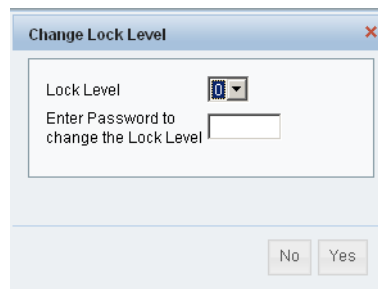 Change Lock Level
Lock Level 0
Enter Password to
change the Lock Level
No Yes